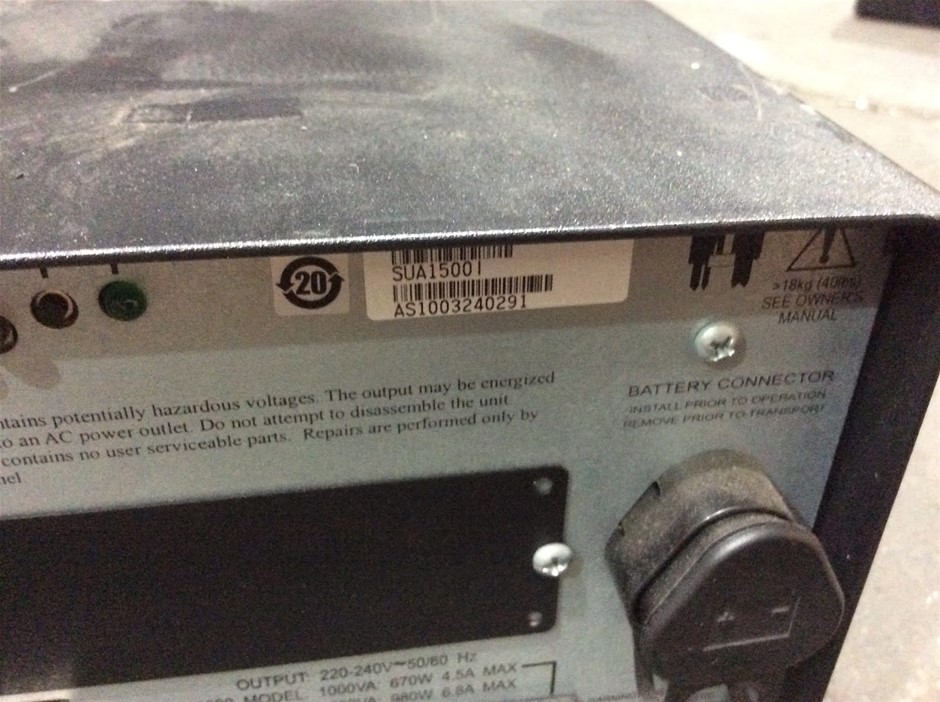 20
SUA1500I
AS1003240291
>18kg (40lbs)
SEE OWNER'S
MANUAL
BATTERY CONNECTOR
INSTALL PRIOR TO OPERATION
REMOVE PRIOR TO TRANSPORT
ntains potentially hazardous voltages. The output may be energized
to an AC power outlet. Do not attempt to disassemble the unit
contains no user serviceable parts. Repairs are performed only by
nel
+ -
OUTPUT: 220-240V~50/60 Hz
MODEL: 1000VA: 670W 4.5A MAX
980W 6.8A MAX